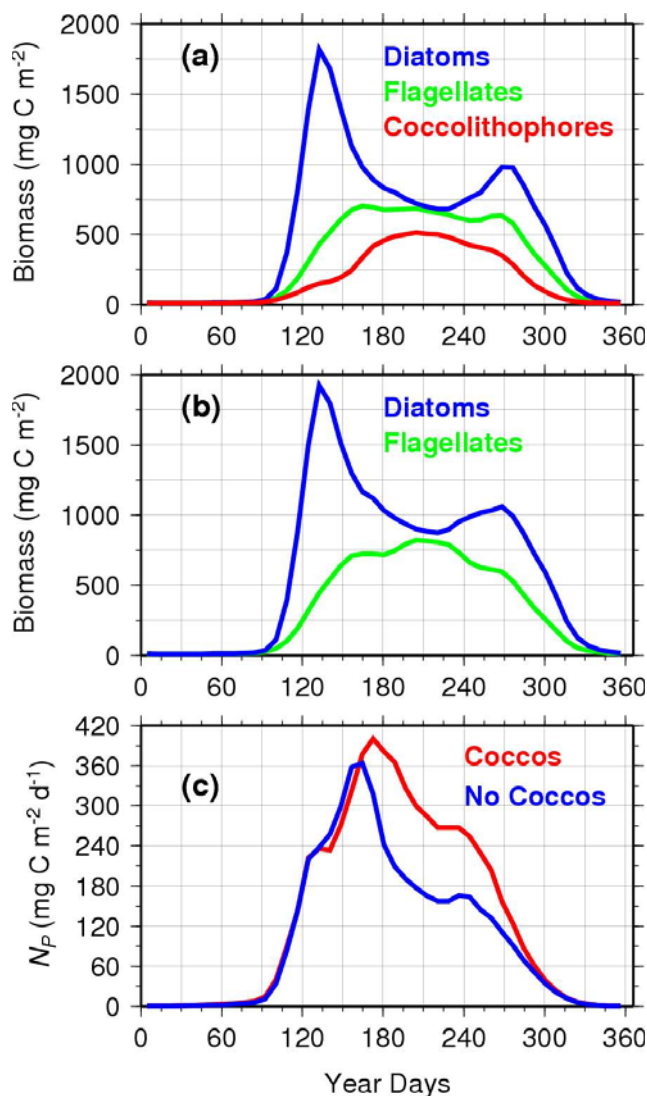 2000
(a)
Diatoms
Flagellates
Coccolithophores
1500
1000
500
0
Biomass (mg C m⁻²)
0 60 120 180 240 300 360
2000
(b)
Diatoms
Flagellates
1500
1000
500
0
Biomass (mg C m⁻²)
0 60 120 180 240 300 360
420
360
300
240
180
120
60
0
(c)
Coccos
No Coccos
N_P (mg C m⁻² d⁻¹)
0 60 120 180 240 300 360
Year Days